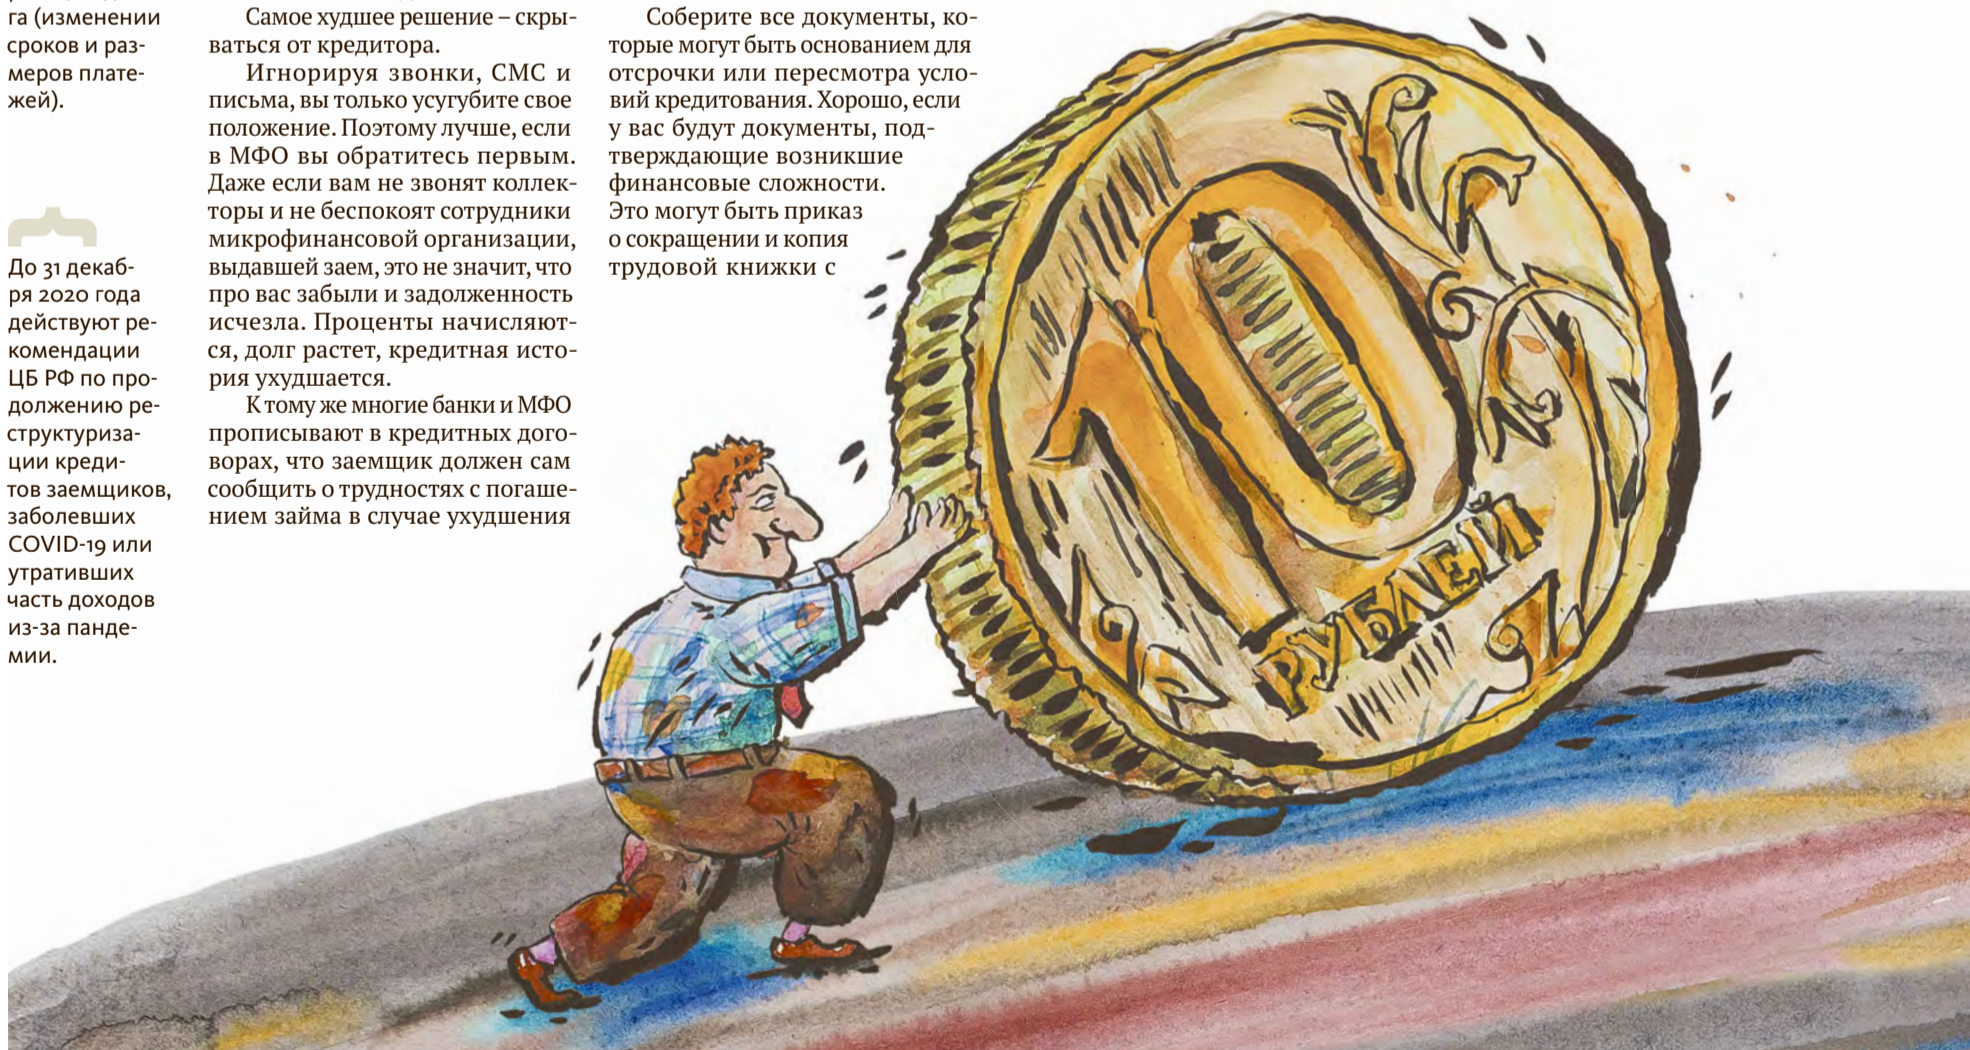 га (изменении
сроков и раз-
меров плате-
жей).
До 31 декаб-
ря 2020 года
действуют ре-
комендации
ЦБ РФ по про-
должению ре-
структуриза-
ции креди-
тов заемщиков,
заболевших
COVID-19 или
утративших
часть доходов
из-за панде-
мии.
Самое худшее решение – скры-
ваться от кредитора.
Игнорируя звонки, СМС и
письма, вы только усугубите свое
положение. Поэтому лучше, если
в МФО вы обратитесь первым.
Даже если вам не звонят коллек-
торы и не беспокоят сотрудники
микрофинансовой организации,
выдавшей заем, это не значит, что
про вас забыли и задолженность
исчезла. Проценты начисляют-
ся, долг растет, кредитная исто-
рия ухудшается.
К тому же многие банки и МФО
прописывают в кредитных дого-
ворах, что заемщик должен сам
сообщить о трудностях с погаше-
нием займа в случае ухудшения
Соберите все документы, ко-
торые могут быть основанием для
отсрочки или пересмотра усло-
вий кредитования. Хорошо, если
у вас будут документы, под-
тверждающие возникшие
финансовые сложности.
Это могут быть приказ
о сокращении и копия
трудовой книжки с
10
РУБЛЕЙ